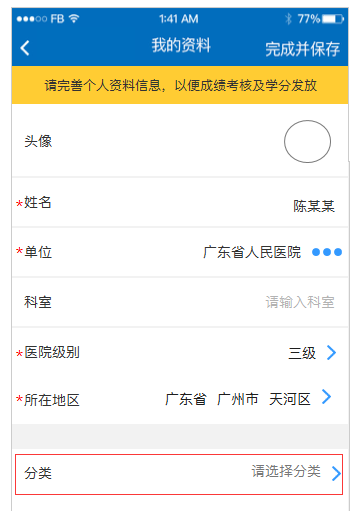 FB 1:41 AM 77%
我的资料 完成并保存
请完善个人资料信息，以便成绩考核及学分发放
头像
*姓名 陈某某
*单位 广东省人民医院
科室 请输入科室
*医院级别 三级
*所在地区 广东省 广州市 天河区
分类 请选择分类